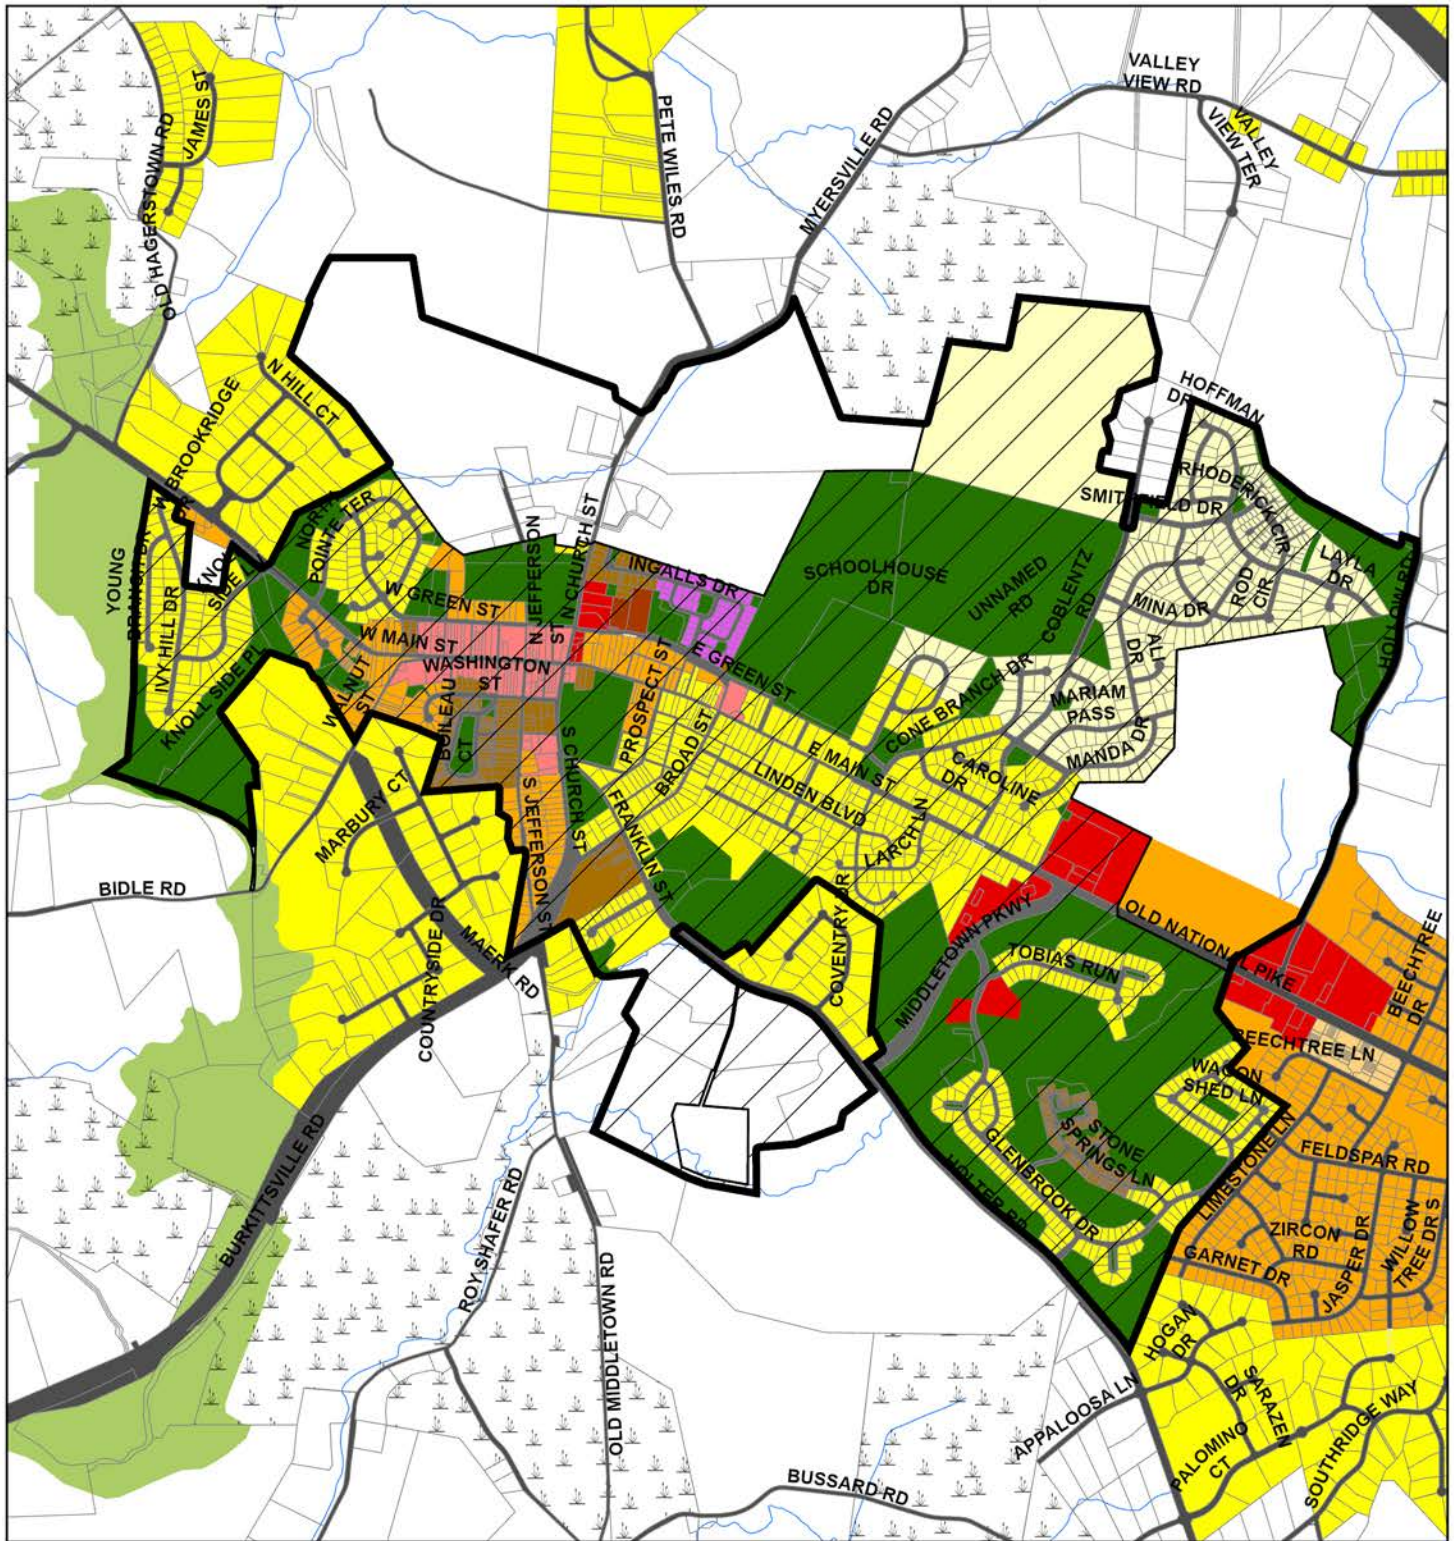 VALLEY
VIEW RD
JAMES ST
PETE WILES RD
MYERSVILLE RD
VALLEY
VIEW TER
OLD HAGERSTOWN RD
HOFFMAN
DR
N HILL CT
W BROOKRIDGE
DR
RHODERICK CIR
SMITHFIELD DR
NORTH
POINTE TER
N JEFFERSON
ST
N CHURCH ST
INGALLS DR
SCHOOLHOUSE
DR
UNNAMED
RD
COBLENTZ
RD
LAYLA
DR
ROD
CIR
MINA DR
HOLLOW RD
YOUNG
BRANCH DR
IVY HILL DR
W GREEN ST
W MAIN ST
WASHINGTON
ST
E GREEN ST
ALI
DR
KNOLL SIDE PL
WALNUT
ST
BOILEAU
CT
PROSPECT ST
CONE BRANCH DR
MARIAM
PASS
MANDA DR
BROAD ST
E MAIN ST
CAROLINE
DR
LINDEN BLVD
S CHURCH ST
S JEFFERSON ST
FRANKLIN ST
LARCH LN
MARBURY CT
BIDLE RD
COUNTRYSIDE DR
MAERK RD
COVENTRY DR
MIDDLETOWN PKWY
OLD NATIONAL PIKE
TOBIAS RUN
BEECHTREE
DR
BEECHTREE LN
WAGON
SHED LN
STONE
SPRINGS LN
GLENBROOK DR
LIMESTONE LN
FELDSPAR RD
HOLTER RD
BURKITTSVILLE RD
ROY SHAFER RD
ZIRCON
RD
WILLOW
TREE DR S
GARNET DR
JASPER DR
OLD MIDDLETOWN RD
HOGAN
DR
SARAZEN
DR
APPALOOSA LN
PALOMINO
CT
SOUTHRIDGE WAY
BUSSARD RD